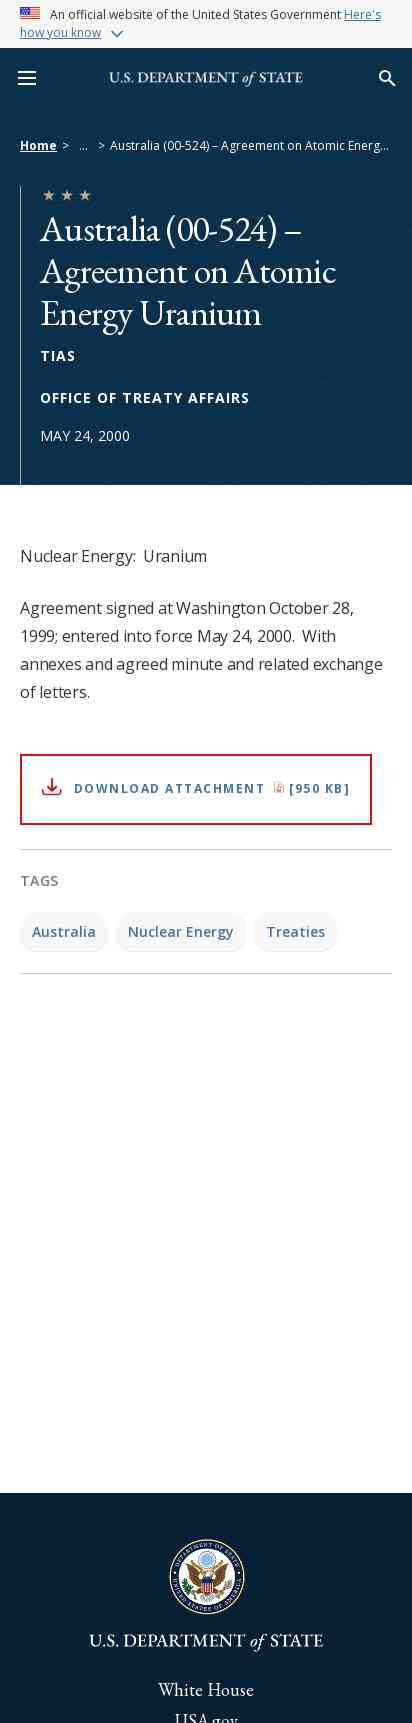 An official website of the United States Government Here's
how you know
U.S. DEPARTMENT of STATE
Home > ... > Australia (00-524) – Agreement on Atomic Energ...
Australia (00-524) –
Agreement on Atomic
Energy Uranium
TIAS
OFFICE OF TREATY AFFAIRS
MAY 24, 2000
Nuclear Energy:  Uranium
Agreement signed at Washington October 28,
1999; entered into force May 24, 2000.  With
annexes and agreed minute and related exchange
of letters.
DOWNLOAD ATTACHMENT [950 KB]
TAGS
Australia Nuclear Energy Treaties
DEPARTMENT OF STATE
UNITED STATES OF AMERICA
U.S. DEPARTMENT of STATE
White House
USA.gov